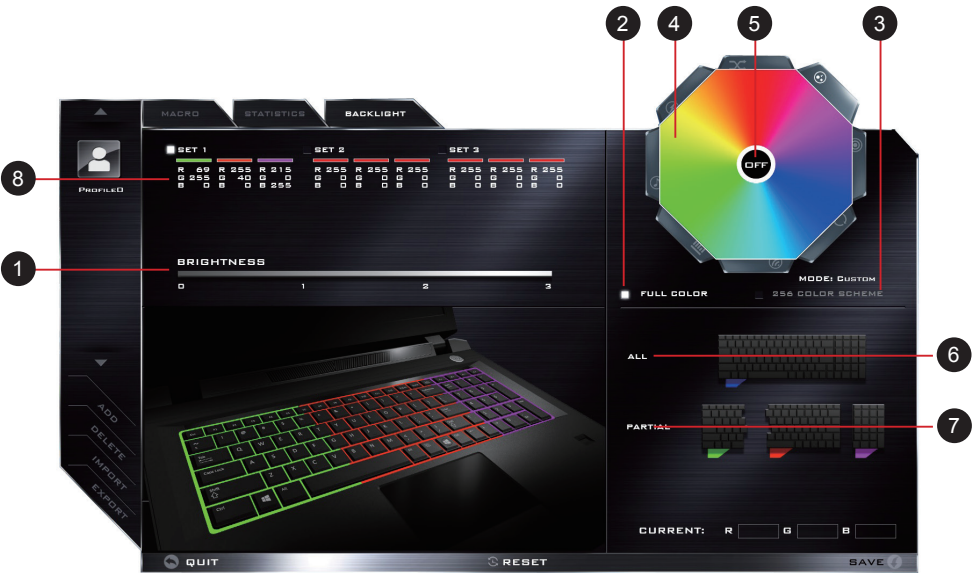 2 4 5 3
MACRO STATISTICS BACKLIGHT
OFF
SET 1 SET 2 SET 3
R 69 R 255 R 215 R 255 R 255 R 255 R 255 R 255 R 255
G 255 G 40 G 0 G 0 G 0 G 0 G 0 G 0 G 0
B 0 B 0 B 255 B 0 B 0 B 0 B 0 B 0 B 0
8
PROFILE0
1
BRIGHTNESS
0 1 2 3
MODE: CUSTOM
FULL COLOR 256 COLOR SCHEME
ALL
6
PARTIAL
7
ADD
DELETE
IMPORT
EXPORT
CURRENT: R G B
QUIT RESET SAVE